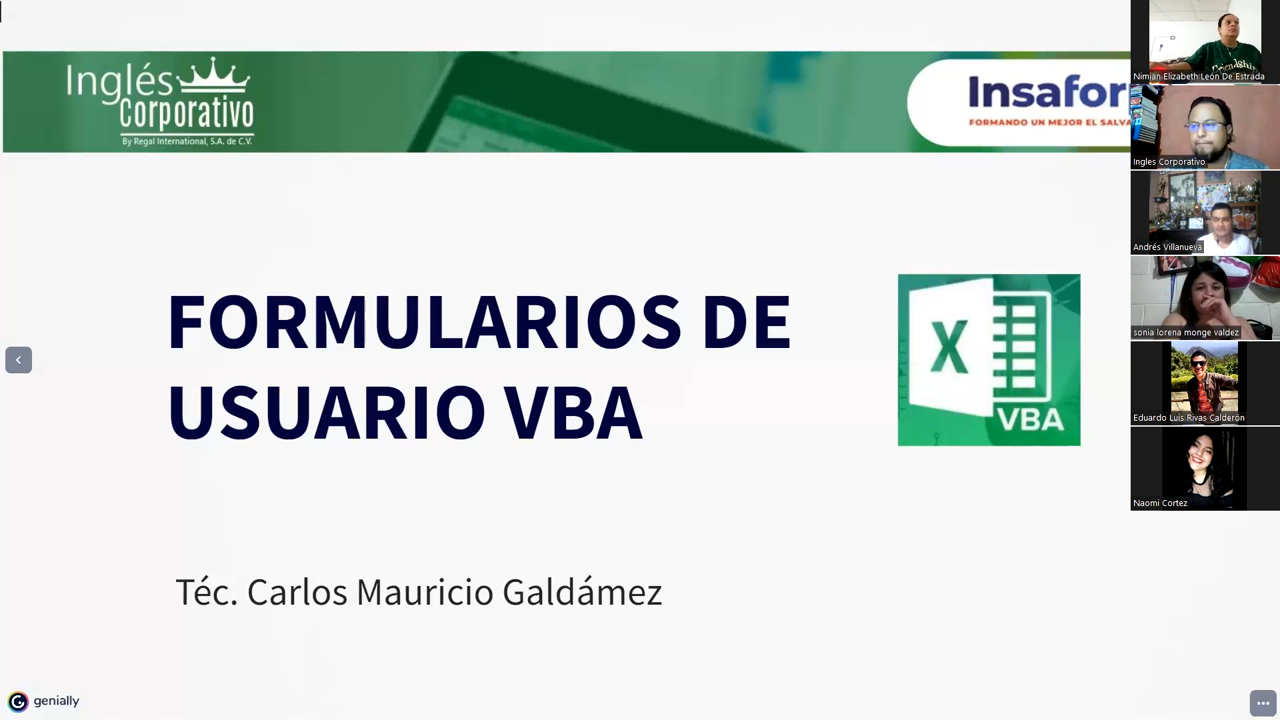 Inglés
Corporativo
By Regal International, S.A. de C.V.
Insafor
FORMANDO UN MEJOR EL SALVA
FORMULARIOS DE
USUARIO VBA
X
VBA
Téc. Carlos Mauricio Galdámez
genially
Nimian Elizabeth León De Estrada
Ingles Corporativo
Andrés Villanueva
sonia lorena monge valdez
Eduardo Luis Rivas Calderón
Naomi Cortez